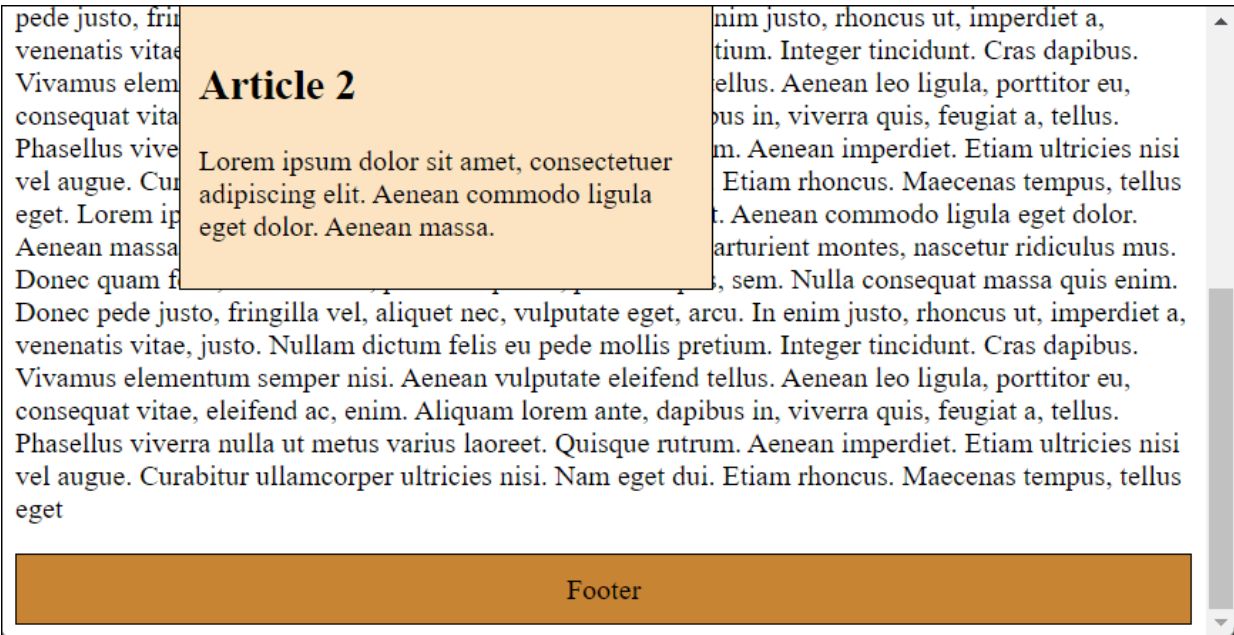 pede justo, nim justo, rhoncus ut, imperdiet a,
venenatis vitae tium. Integer tincidunt. Cras dapibus.
Vivamus elem ellus. Aenean leo ligula, porttitor eu,
consequat vita in, viverra quis, feugiat a, tellus.
Phasellus vive m. Aenean imperdiet. Etiam ultricies nisi
vel augue. Cur Etiam rhoncus. Maecenas tempus, tellus
eget. Lorem ip t. Aenean commodo ligula eget dolor.
Aenean massa arturient montes, nascetur ridiculus mus.
Donec quam s, sem. Nulla consequat massa quis enim.
Article 2
Lorem ipsum dolor sit amet, consectetuer
adipiscing elit. Aenean commodo ligula
eget dolor. Aenean massa.
Donec pede justo, fringilla vel, aliquet nec, vulputate eget, arcu. In enim justo, rhoncus ut, imperdiet a,
venenatis vitae, justo. Nullam dictum felis eu pede mollis pretium. Integer tincidunt. Cras dapibus.
Vivamus elementum semper nisi. Aenean vulputate eleifend tellus. Aenean leo ligula, porttitor eu,
consequat vitae, eleifend ac, enim. Aliquam lorem ante, dapibus in, viverra quis, feugiat a, tellus.
Phasellus viverra nulla ut metus varius laoreet. Quisque rutrum. Aenean imperdiet. Etiam ultricies nisi
vel augue. Curabitur ullamcorper ultricies nisi. Nam eget dui. Etiam rhoncus. Maecenas tempus, tellus
eget
Footer